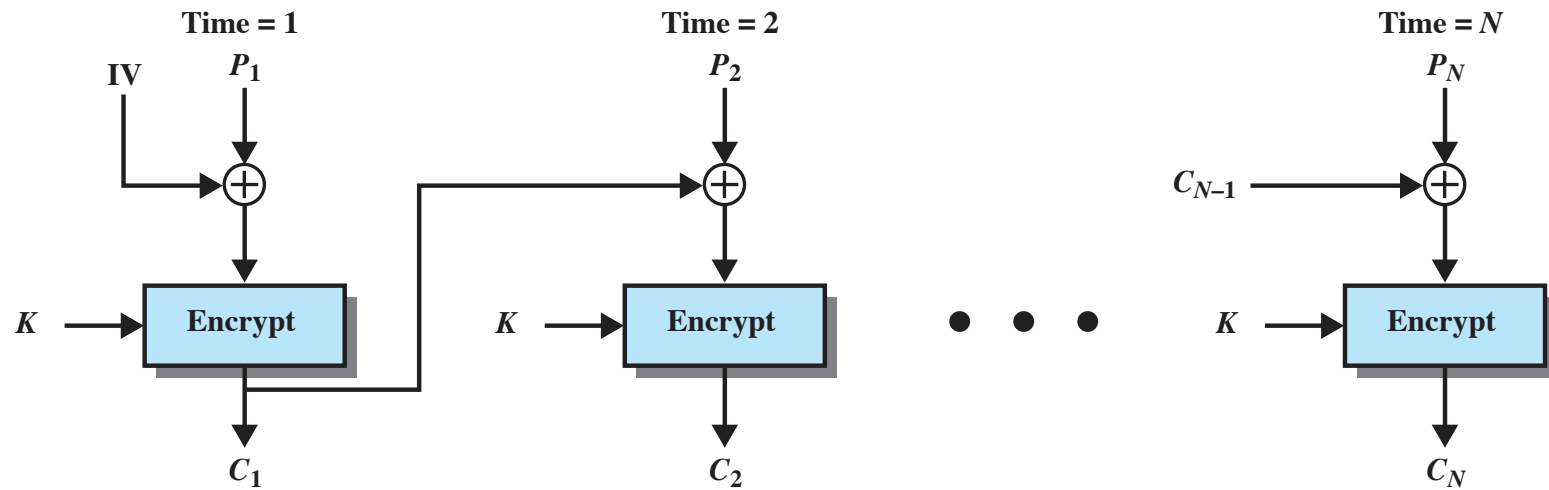 Time = 1
Time = 2
Time = N
IV
P1
P2
PN
CN–1
K
Encrypt
K
Encrypt
K
Encrypt
C1
C2
CN